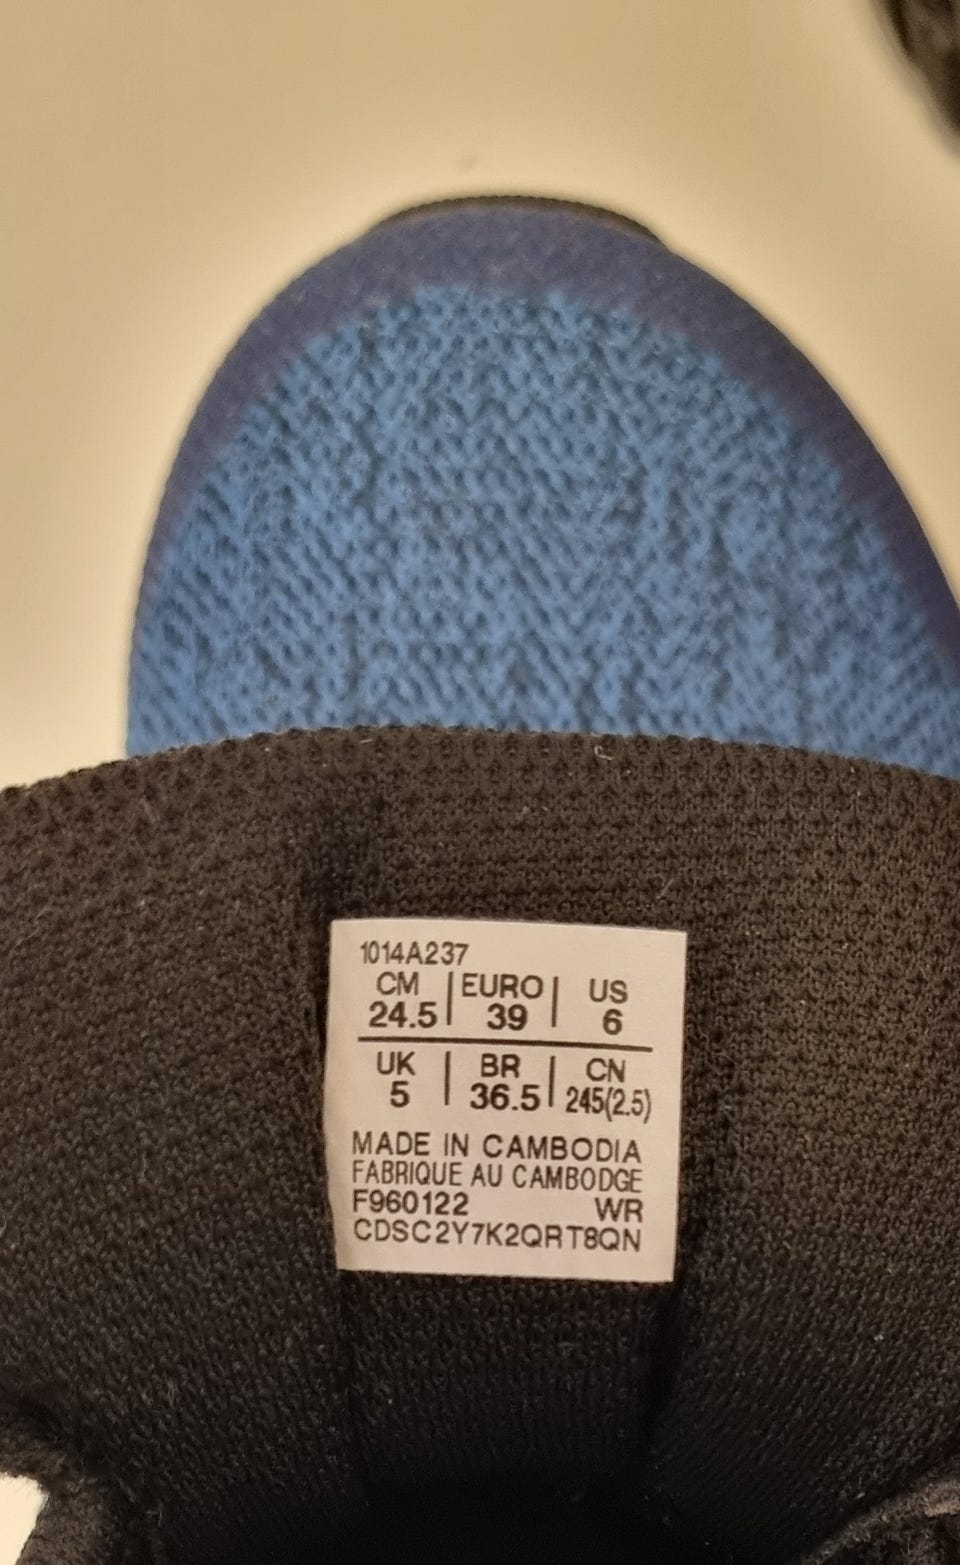 1014A237
CM | EURO | US
24.5 | 39 | 6
UK | BR | CN
5 | 36.5 | 245(2.5)
MADE IN CAMBODIA
FABRIQUE AU CAMBODGE
F960122 WR
CDSC2Y7K2QRT8QN